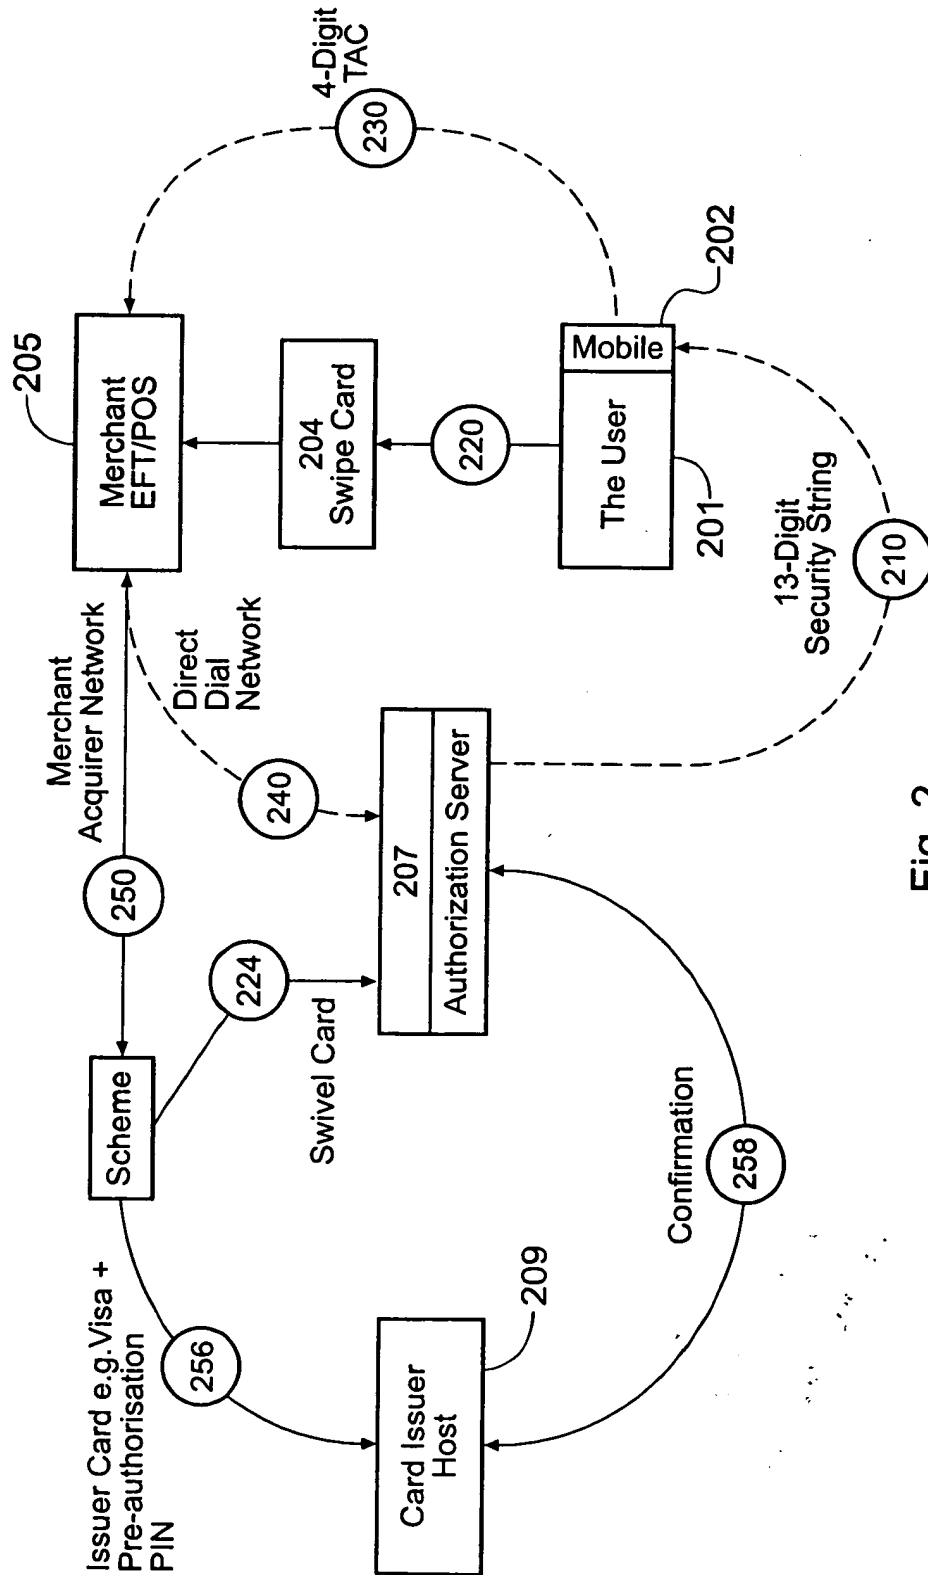 Issuer Card e.g.Visa +
Pre-authorisation
PIN
256
Scheme
250
Merchant
Acquirer Network
Merchant
EFT/POS
205
224
Swivel Card
240
Direct
Dial
Network
204
Swipe Card
230
4-Digit
TAC
Card Issuer
Host
209
207
Authorization Server
220
The User
Mobile
201
202
Confirmation
258
13-Digit
Security String
210
Fig. 2